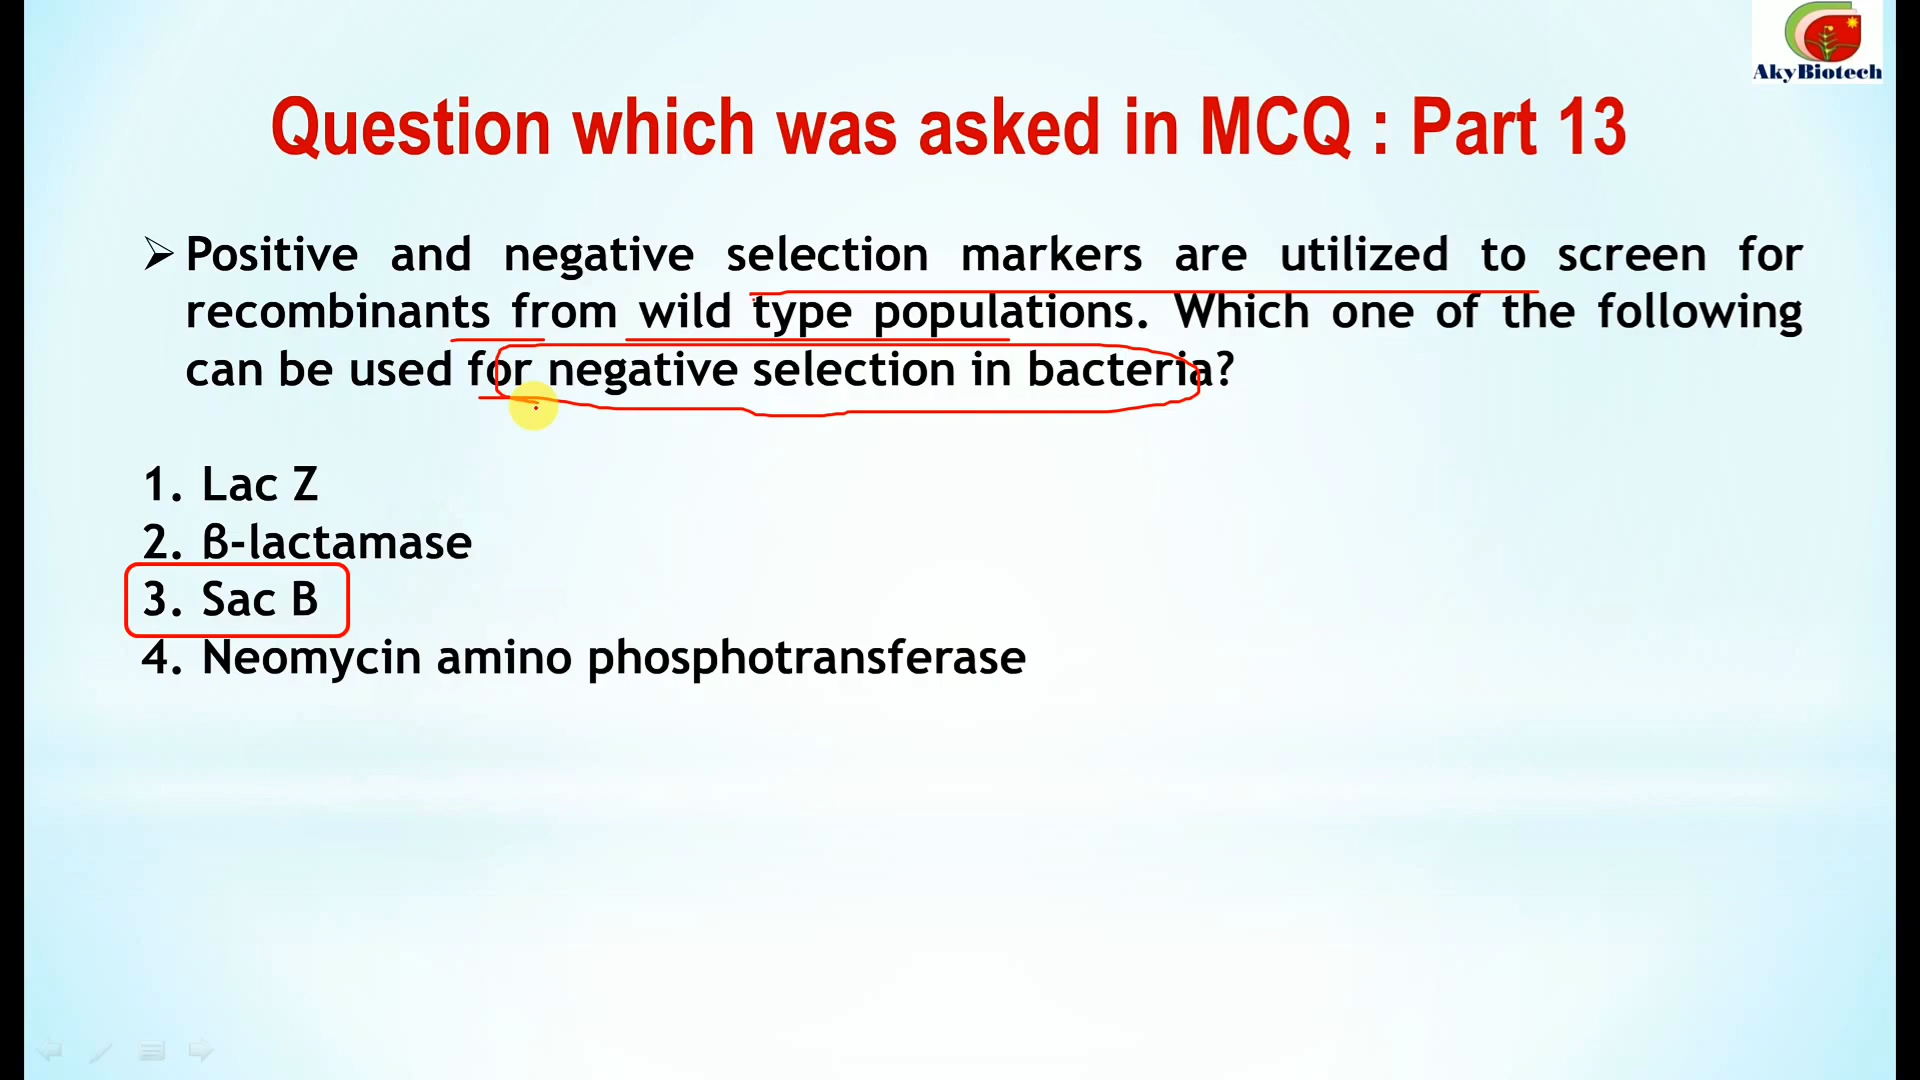 AkyBiotech
Question which was asked in MCQ : Part 13
Positive and negative selection markers are utilized to screen for
recombinants from wild type populations. Which one of the following
can be used for negative selection in bacteria?
1. Lac Z
2. ß-lactamase
3. Sac B
4. Neomycin amino phosphotransferase